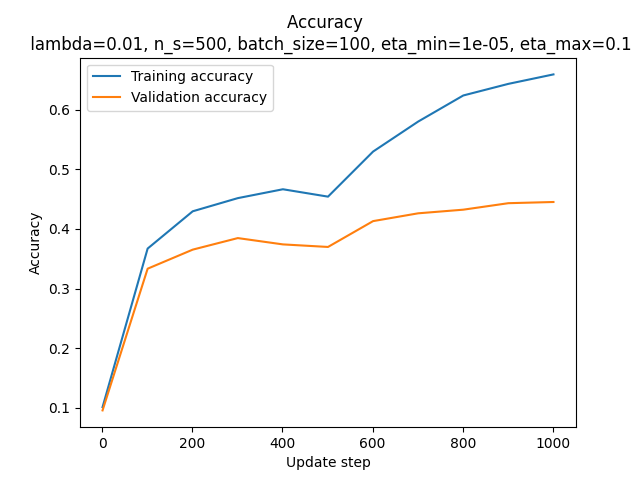 Accuracy
lambda=0.01, n_s=500, batch_size=100, eta_min=1e-05, eta_max=0.1
Training accuracy
Validation accuracy
0.6
0.5
0.4
0.3
0.2
0.1
Accuracy
0 200 400 600 800 1000
Update step